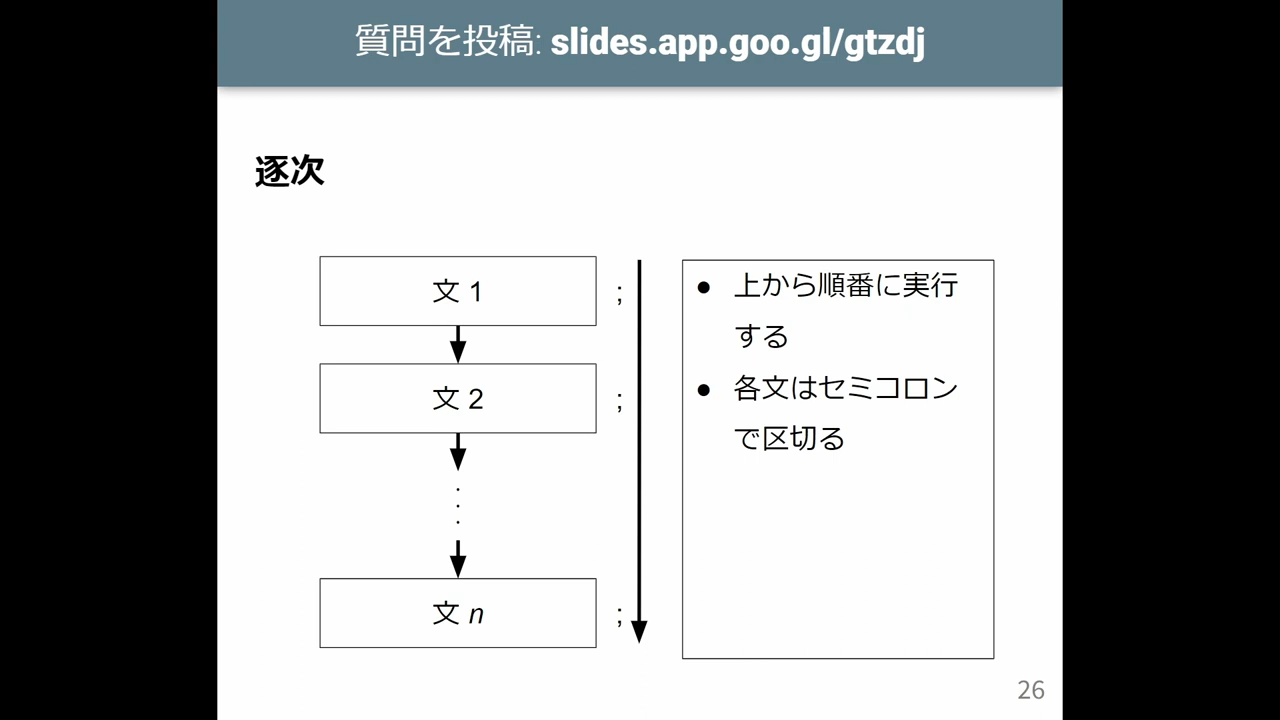 質問を投稿: slides.app.goo.gl/gtzdj
逐次
文 1 ;
文 2 ;
⋮
文 n ;
● 上から順番に実行
する
● 各文はセミコロン
で区切る
26